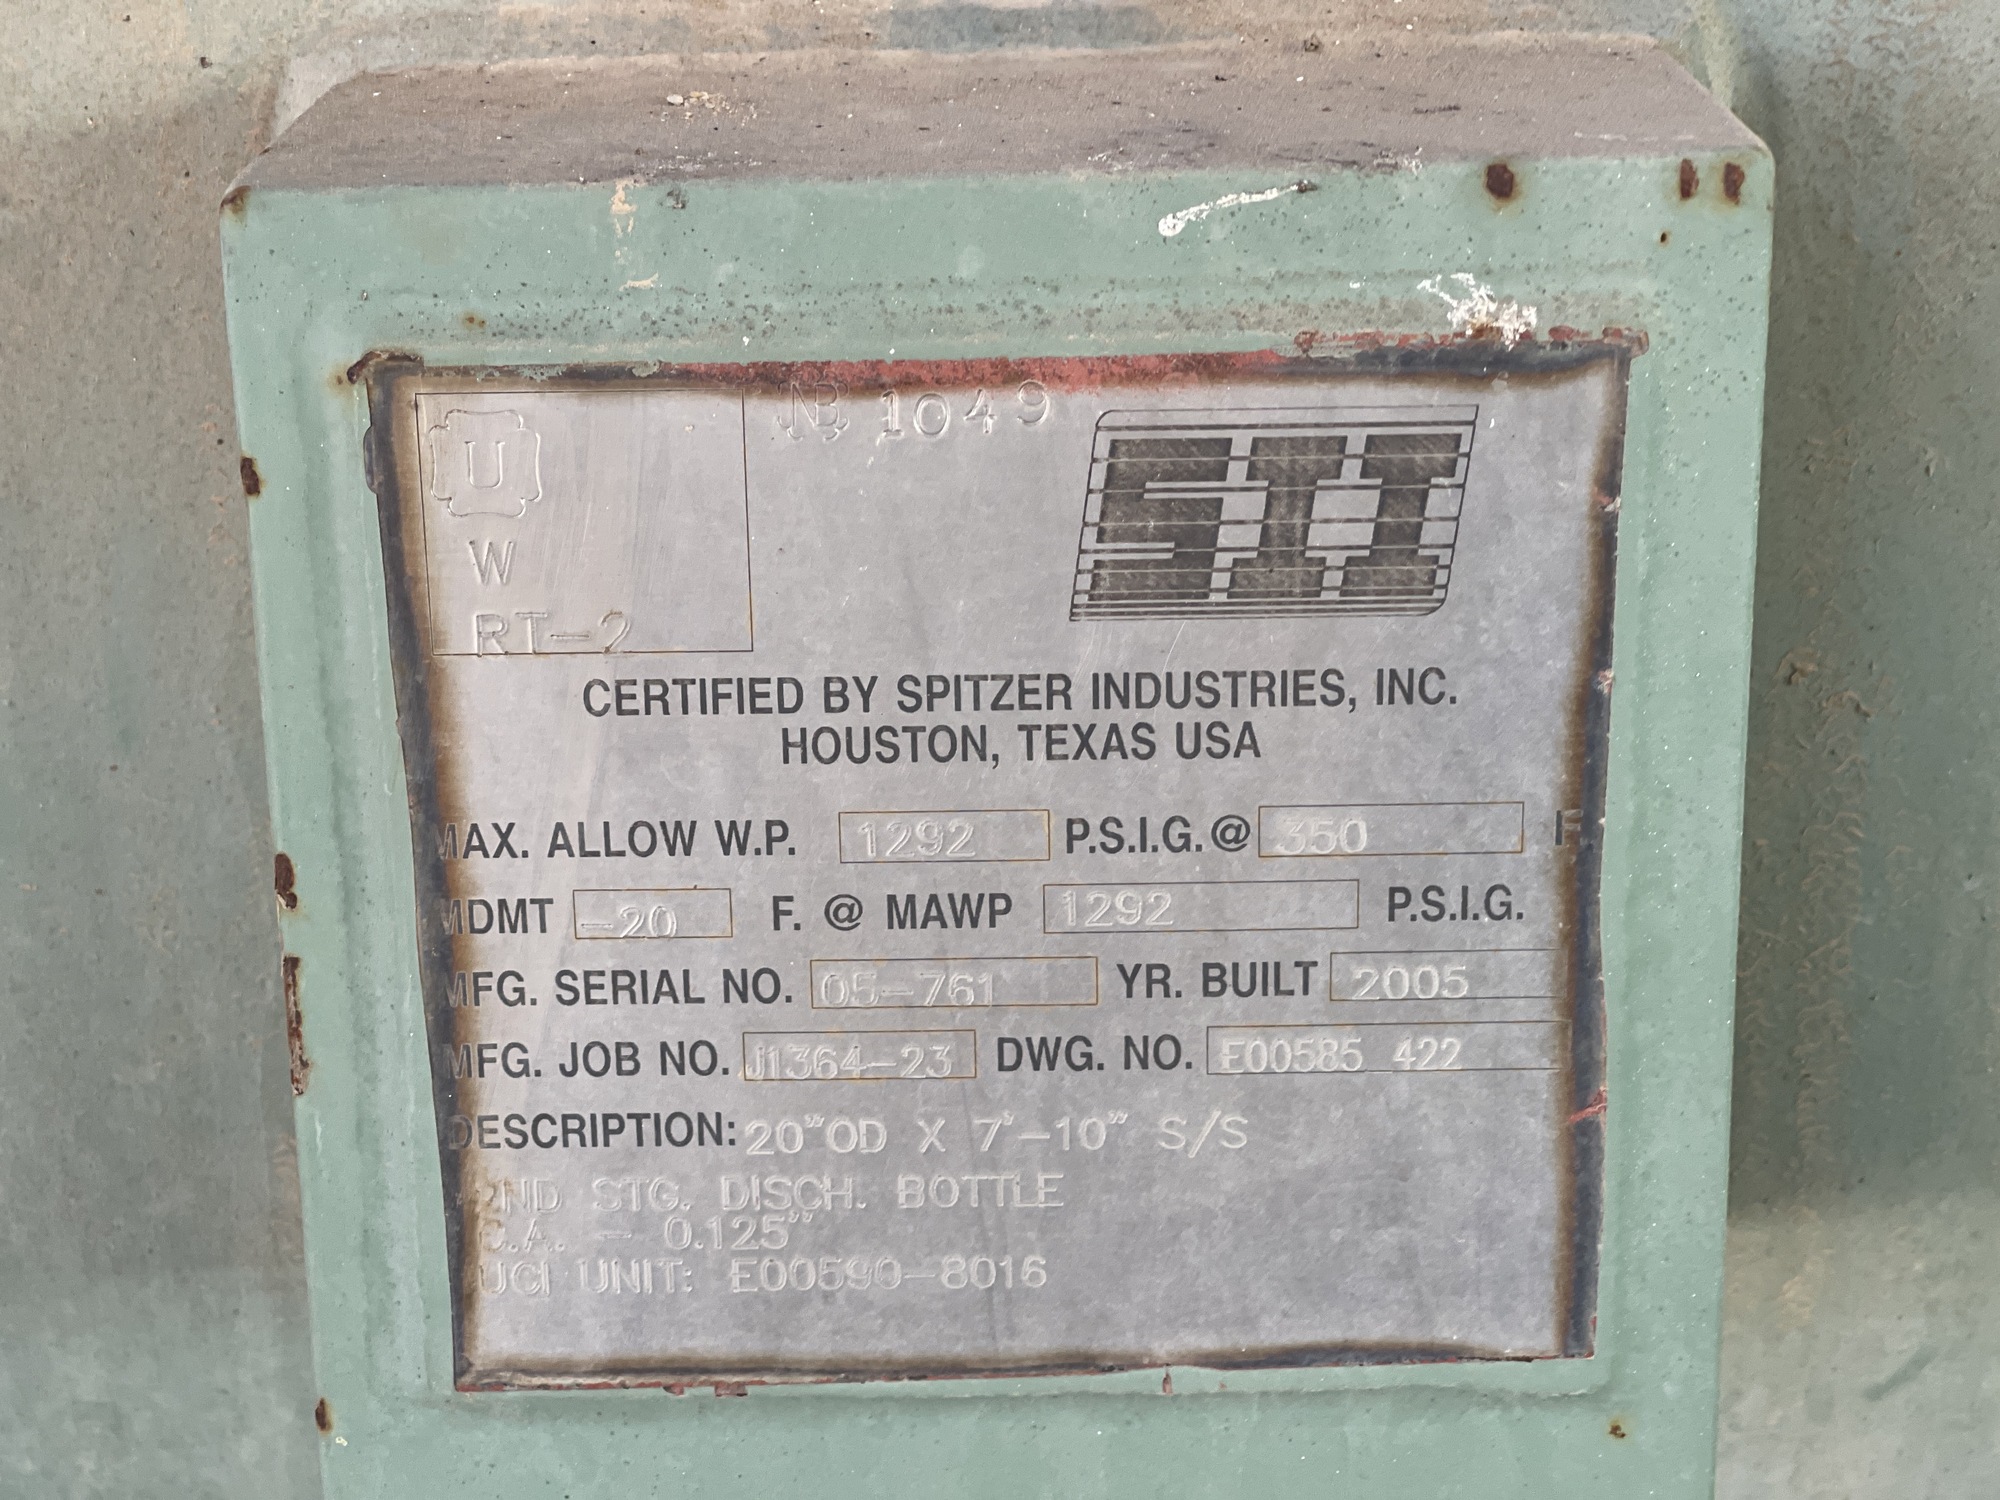 NB 1049
U
W
RT-2
SII
CERTIFIED BY SPITZER INDUSTRIES, INC.
HOUSTON, TEXAS USA
MAX. ALLOW W.P. 1292 P.S.I.G. @ 350 F
MDMT -20 F. @ MAWP 1292 P.S.I.G.
MFG. SERIAL NO. 05-761 YR. BUILT 2005
MFG. JOB NO. J1364-23 DWG. NO. E00585_422
DESCRIPTION: 20"OD X 7'-10" S/S
2ND STG. DISCH. BOTTLE
C.A. - 0.125"
UCI UNIT: E00590-8016